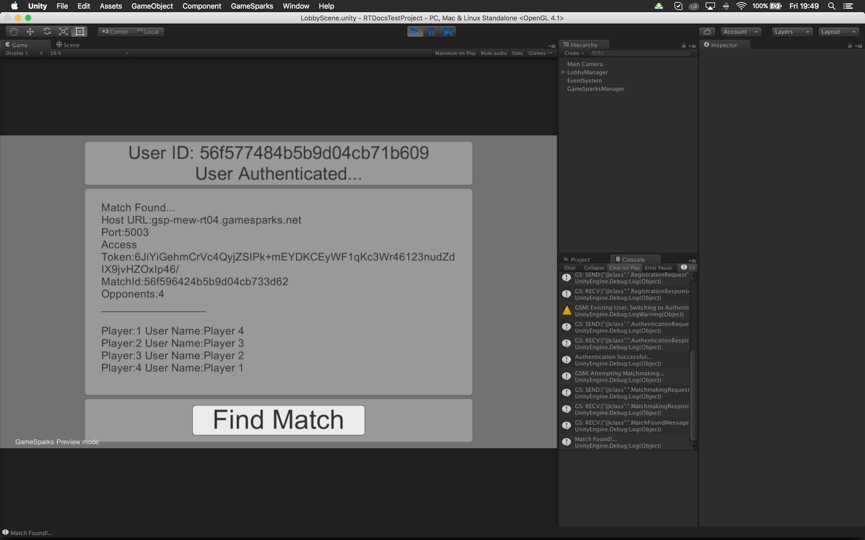 Unity File Edit Assets GameObject Component GameSparks Window Help 100% Fri 19:49
LobbyScene.unity - RTDocsTestProject - PC, Mac & Linux Standalone <OpenGL 4.1>
Center Local Account Layers Layout
Game Scene
Display 1 16:9 Maximise on Play Mute audio Stats Gizmos
User ID: 56f577484b5b9d04cb71b609
User Authenticated...
Match Found...
Host URL:gsp-mew-rt04.gamesparks.net
Port:5003
Access
Token:6JiYiGehmCrVc4QyjZSIPk+mEYDKCEyWF1qKc3Wr46123nudZd
IX9jvHZOxIp46/
MatchId:56f596424b5b9d04cb733d62
Opponents:4
Player:1 User Name:Player 4
Player:2 User Name:Player 3
Player:3 User Name:Player 2
Player:4 User Name:Player 1
Find Match
GameSparks Preview mode
Hierarchy
Create
Main Camera
LobbyManager
EventSystem
GameSparksManager
Project Console
Clear Collapse Clear on Play Error Pause
GS: SEND:{"@class":".RegistrationRequest"
UnityEngine.Debug:Log(Object)
GS: RECV:{"@class":".RegistrationRespons
UnityEngine.Debug:Log(Object)
GSM| Existing User, Switching to Authenti
UnityEngine.Debug:LogWarning(Object)
GS: SEND:{"@class":".AuthenticationReque
UnityEngine.Debug:Log(Object)
GS: RECV:{"@class":".AuthenticationRespo
UnityEngine.Debug:Log(Object)
Authentication Successful...
UnityEngine.Debug:Log(Object)
GSM| Attempting Matchmaking...
UnityEngine.Debug:Log(Object)
GS: SEND:{"@class":".MatchmakingRequest
UnityEngine.Debug:Log(Object)
GS: RECV:{"@class":".MatchmakingRespon
UnityEngine.Debug:Log(Object)
GS: RECV:{"@class":".MatchFoundMessage
UnityEngine.Debug:Log(Object)
Match Found!...
UnityEngine.Debug:Log(Object)
Inspector
Match Found!...